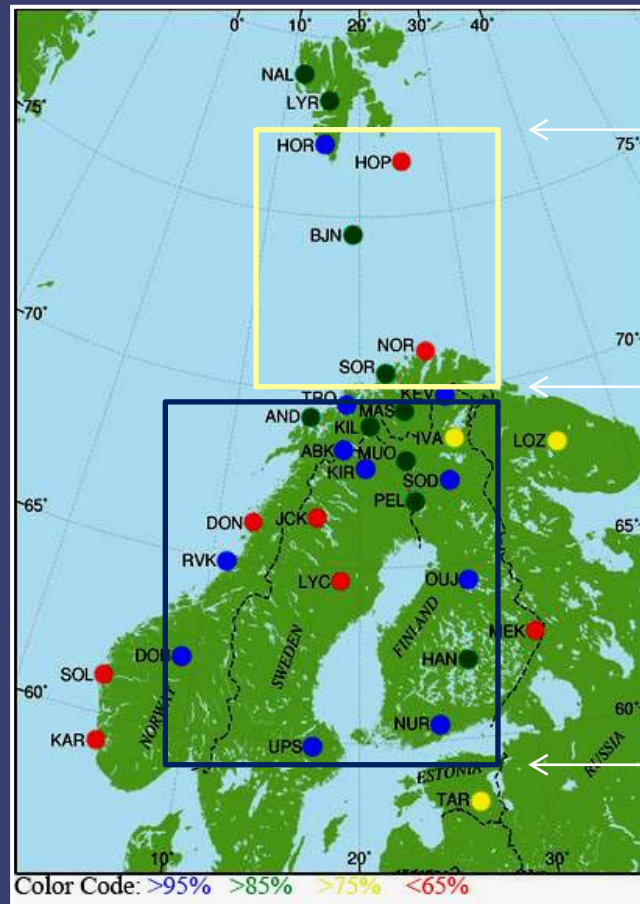 0° 10° 20° 30° 40°
NAL
LYR
75°
HOR
75°
HOP
BJN
70°
NOR
70°
SOR
TRO KEV
AND MAS
KIL IVA LOZ
ABK MUO
KIR SOD
PEL
65°
DON JCK
65°
RVK
LYC OUJ
FINLAND
MEK
SWEDEN
DOB HAN
SOL
60°
NORWAY
60°
NUR
KAR UPS
RUSSIA
ESTONIA
TAR
10° 20° 30°
Color Code: >95% >85% >75% <65%